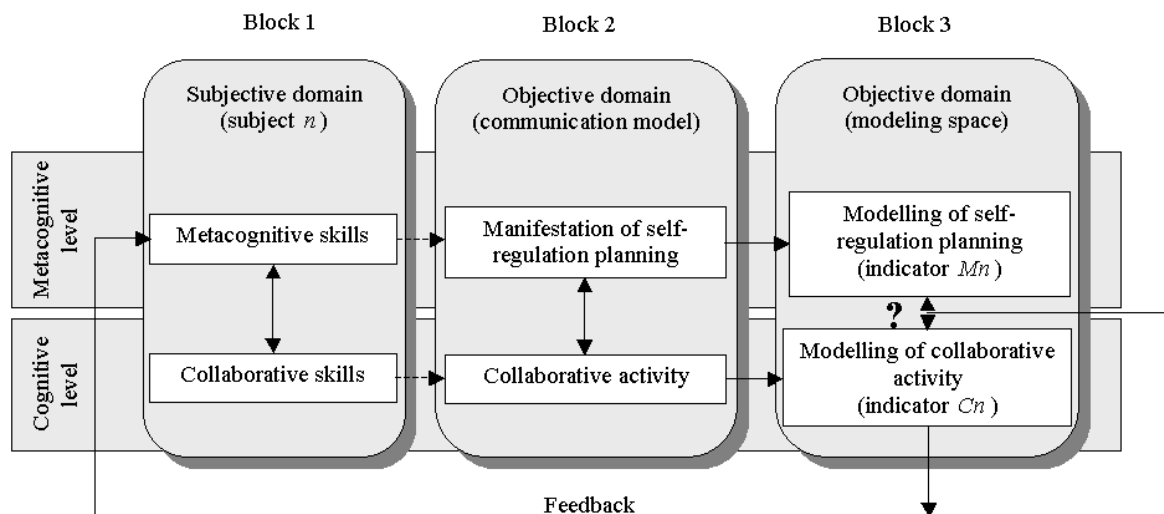 Block 1
Block 2
Block 3
Subjective domain
(subject n)
Objective domain
(communication model)
Objective domain
(modeling space)
Metacognitive
level
Metacognitive skills
Manifestation of self-
regulation planning
Modelling of self-
regulation planning
(indicator Mn)
?
Cognitive
level
Collaborative skills
Collaborative activity
Modelling of collaborative
activity
(indicator Cn)
Feedback